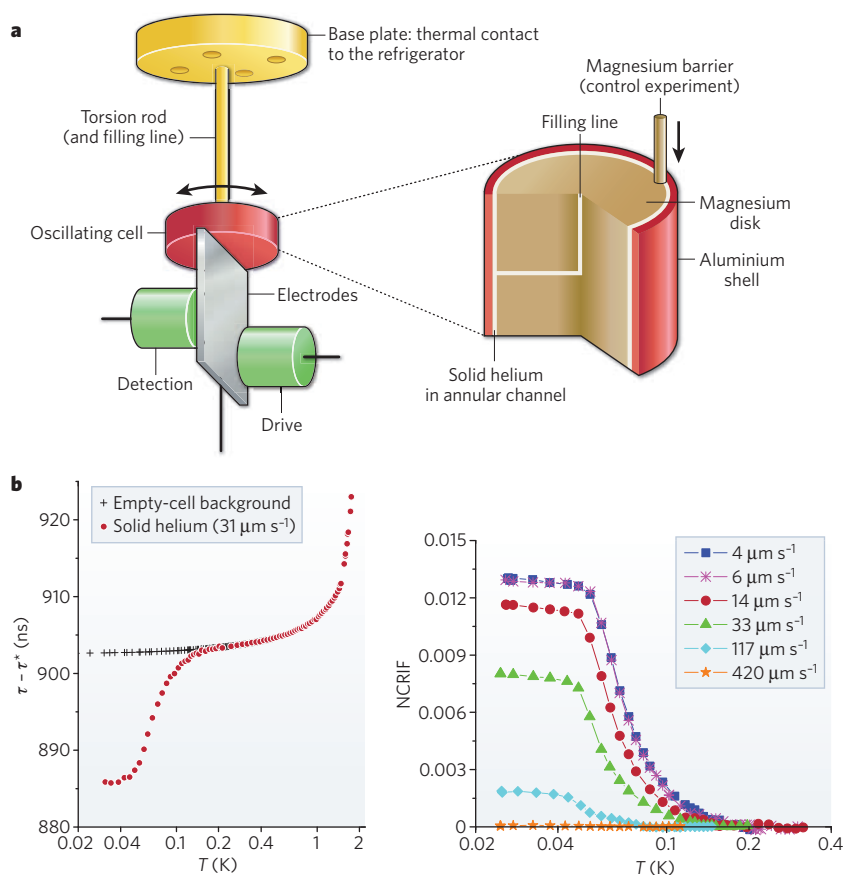 a
Base plate: thermal contact
to the refrigerator
Torsion rod
(and filling line)
Oscillating cell
Electrodes
Detection
Drive
Magnesium barrier
(control experiment)
Filling line
Magnesium
disk
Aluminium
shell
Solid helium
in annular channel
b
+ Empty-cell background
Solid helium (31 μm s⁻¹)
920
910
900
890
880
τ – τ* (ns)
0.02
0.04
0.1
0.2
0.4
1
2
T (K)
0.015
0.012
0.009
0.006
0.003
0
NCRIF
4 μm s⁻¹
6 μm s⁻¹
14 μm s⁻¹
33 μm s⁻¹
117 μm s⁻¹
420 μm s⁻¹
0.02
0.04
0.1
0.2
0.4
T (K)